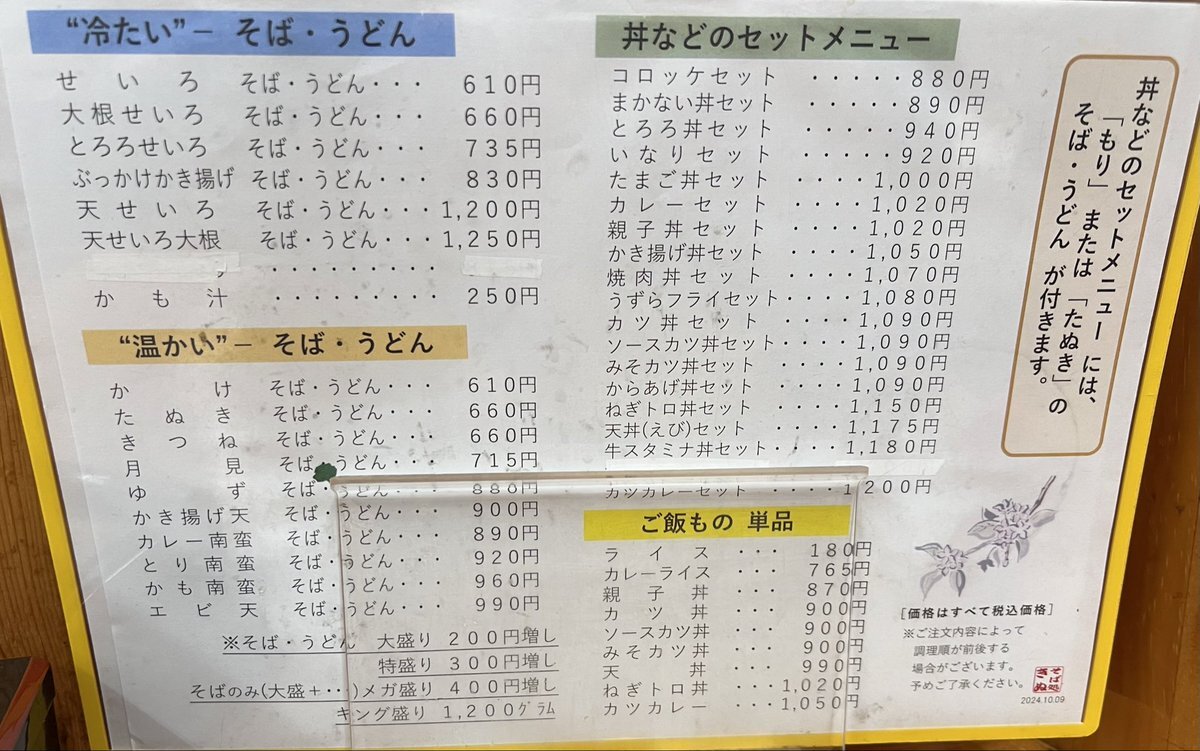 “冷たい”− そば・うどん
せいろ そば・うどん・・・ 610円
大根せいろ そば・うどん・・・ 660円
とろろせいろ そば・うどん・・・ 735円
ぶっかけかき揚げ そば・うどん・・・ 830円
天せいろ そば・うどん・・・ 1,200円
天せいろ大根 そば・うどん・・・ 1,250円
かも汁 ・・・・・・・・・ 250円
“温かい”− そば・うどん
かけ そば・うどん・・・ 610円
たぬき そば・うどん・・・ 660円
きつね そば・うどん・・・ 660円
月見 そば・うどん・・・ 715円
ゆず そば・うどん・・・ 880円
かき揚げ天 そば・うどん・・・ 900円
カレー南蛮 そば・うどん・・・ 890円
とり南蛮 そば・うどん・・・ 920円
かも南蛮 そば・うどん・・・ 960円
エビ天 そば・うどん・・・ 990円
※そば・うどん 大盛り 200円増し
特盛り 300円増し
そばのみ(大盛+・・・)メガ盛り 400円増し
キング盛り 1,200グラム
丼などのセットメニュー
コロッケセット ・・・・・ 880円
まかない丼セット ・・・・・ 890円
とろろ丼セット ・・・・・ 940円
いなりセット ・・・・・ 920円
たまご丼セット ・・・・ 1,000円
カレーセット ・・・・ 1,020円
親子丼セット ・・・・ 1,020円
かき揚げ丼セット ・・・・ 1,050円
焼肉丼セット ・・・・ 1,070円
うずらフライセット・・・・ 1,080円
カツ丼セット ・・・・ 1,090円
ソースカツ丼セット・・・・ 1,090円
みそカツ丼セット ・・・・ 1,090円
からあげ丼セット ・・・・ 1,090円
ねぎトロ丼セット ・・・・ 1,150円
天丼(えび)セット ・・・・ 1,175円
牛スタミナ丼セット・・・・ 1,180円
カツカレーセット ・・・・ 1,200円
ご飯もの 単品
ライス ・・・ 180円
カレーライス ・・・ 765円
親子丼 ・・・ 870円
カツ丼 ・・・ 900円
ソースカツ丼 ・・・ 900円
みそカツ丼 ・・・ 900円
天丼 ・・・ 990円
ねぎトロ丼 ・・・ 1,020円
カツカレー ・・・ 1,050円
丼などのセットメニュー には、
「もり」 または 「たぬき」 の
そば・うどん が付きます。
[価格はすべて税込価格]
※ご注文内容によって
調理順が前後する
場合がございます。
予めご了承ください。
そば処
きぬ
2024.10.09